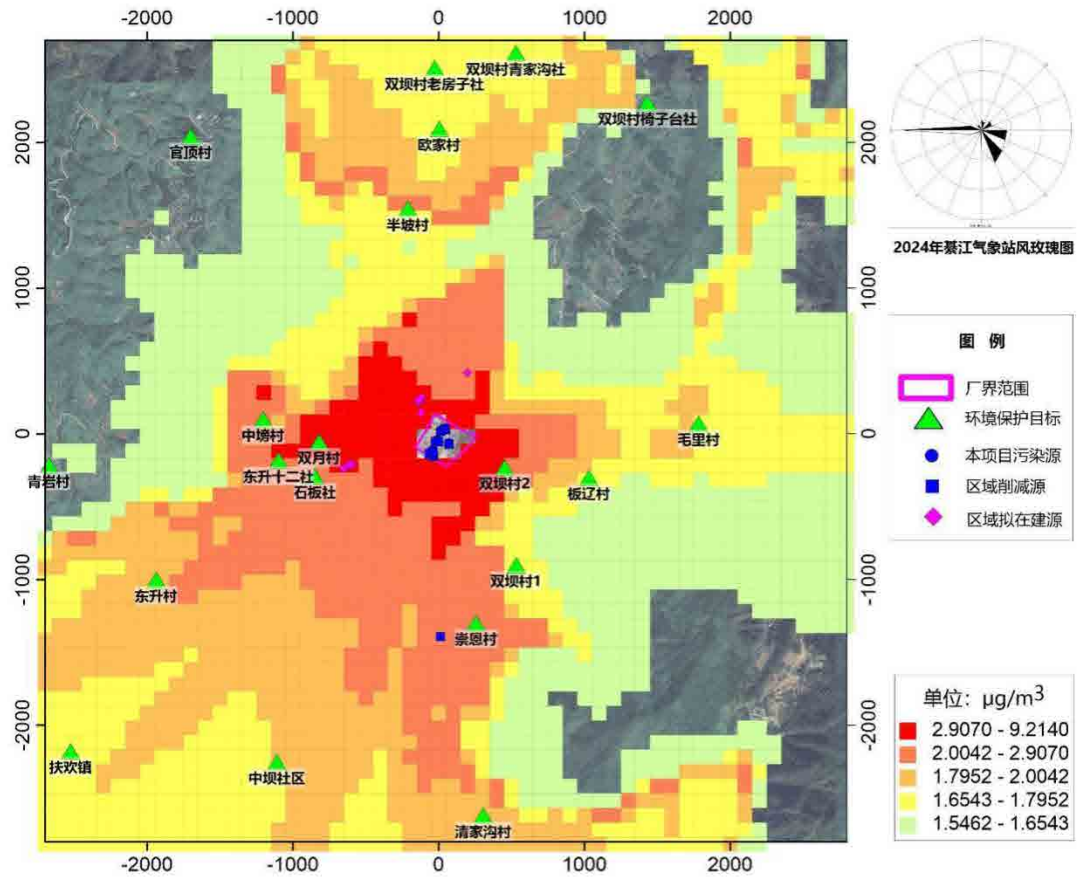 -2000 -1000 0 1000 2000
双坝村青家沟社
双坝村老房子社
双坝村椅子台社
欧家村
官顶村
半坡村
毛里村
中塝村
双月村
东升十二社
石板社
双坝村2
板辽村
青岩村
双坝村1
东升村
崇恩村
扶欢镇
中坝社区
清家沟村
2000
1000
0
-1000
-2000
2000
1000
0
-1000
-2000
-2000 -1000 0 1000 2000
2024年綦江气象站风玫瑰图
图 例
厂界范围
环境保护目标
本项目污染源
区域削减源
区域拟在建源
单位：μg/m³
2.9070 - 9.2140
2.0042 - 2.9070
1.7952 - 2.0042
1.6543 - 1.7952
1.5462 - 1.6543